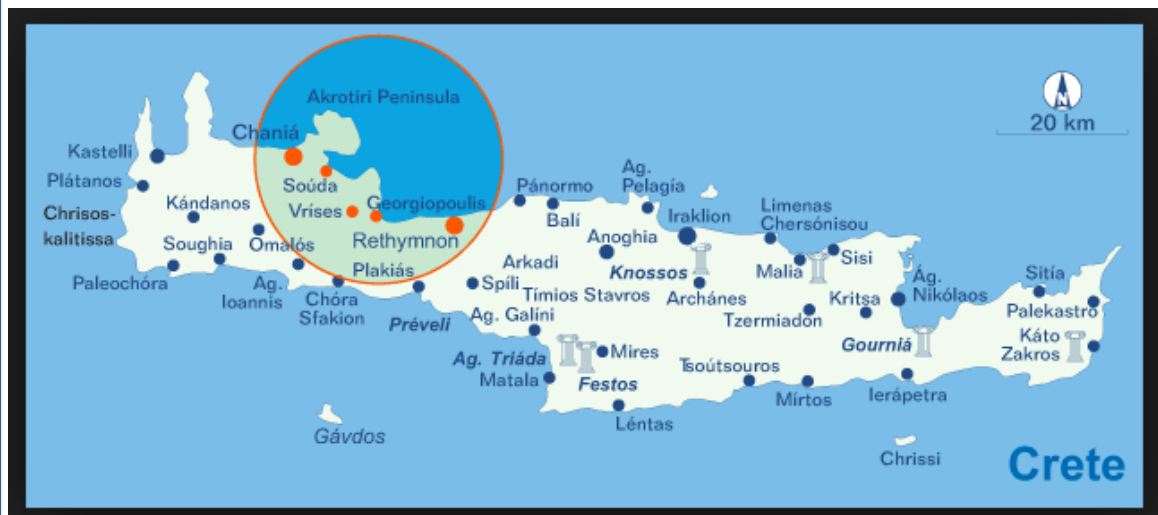 Akrotiri Peninsula
Chaniá
Kastelli
Plátanos
Soúda
Kándanos
Vríses
Georgiopoulis
Chrisos-
kalitissa
Rethymnon
Soughia
Omalós
Paleochóra
Ag.
Ioannis
Chóra
Sfakion
Plakiás
Préveli
Gávdos
Pánormo
Balí
Ag.
Pelagía
Iraklion
Limenas
Chersónisou
N
20 km
Anoghia
Arkadi
Knossos
Malia
Sisi
Spíli
Tímios Stavros
Archánes
Kritsa
Ág.
Nikólaos
Sitía
Ag. Galíni
Tzermiadon
Palekastro
Ag. Triáda
Mires
Gourniá
Káto
Zakros
Matala
Festos
Tsoútsouros
Léntas
Mírtos
Ierápetra
Chrissi
Crete